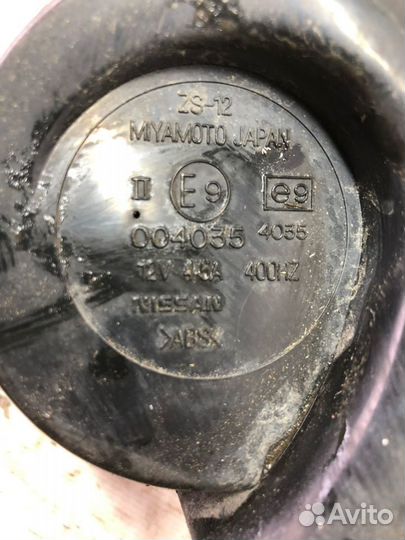 ZS-12
MIYAMOTO JAPAN
II E9 e9
004035 4035
12V 4.5A 400HZ
NISSAN
>ABS<
Avito